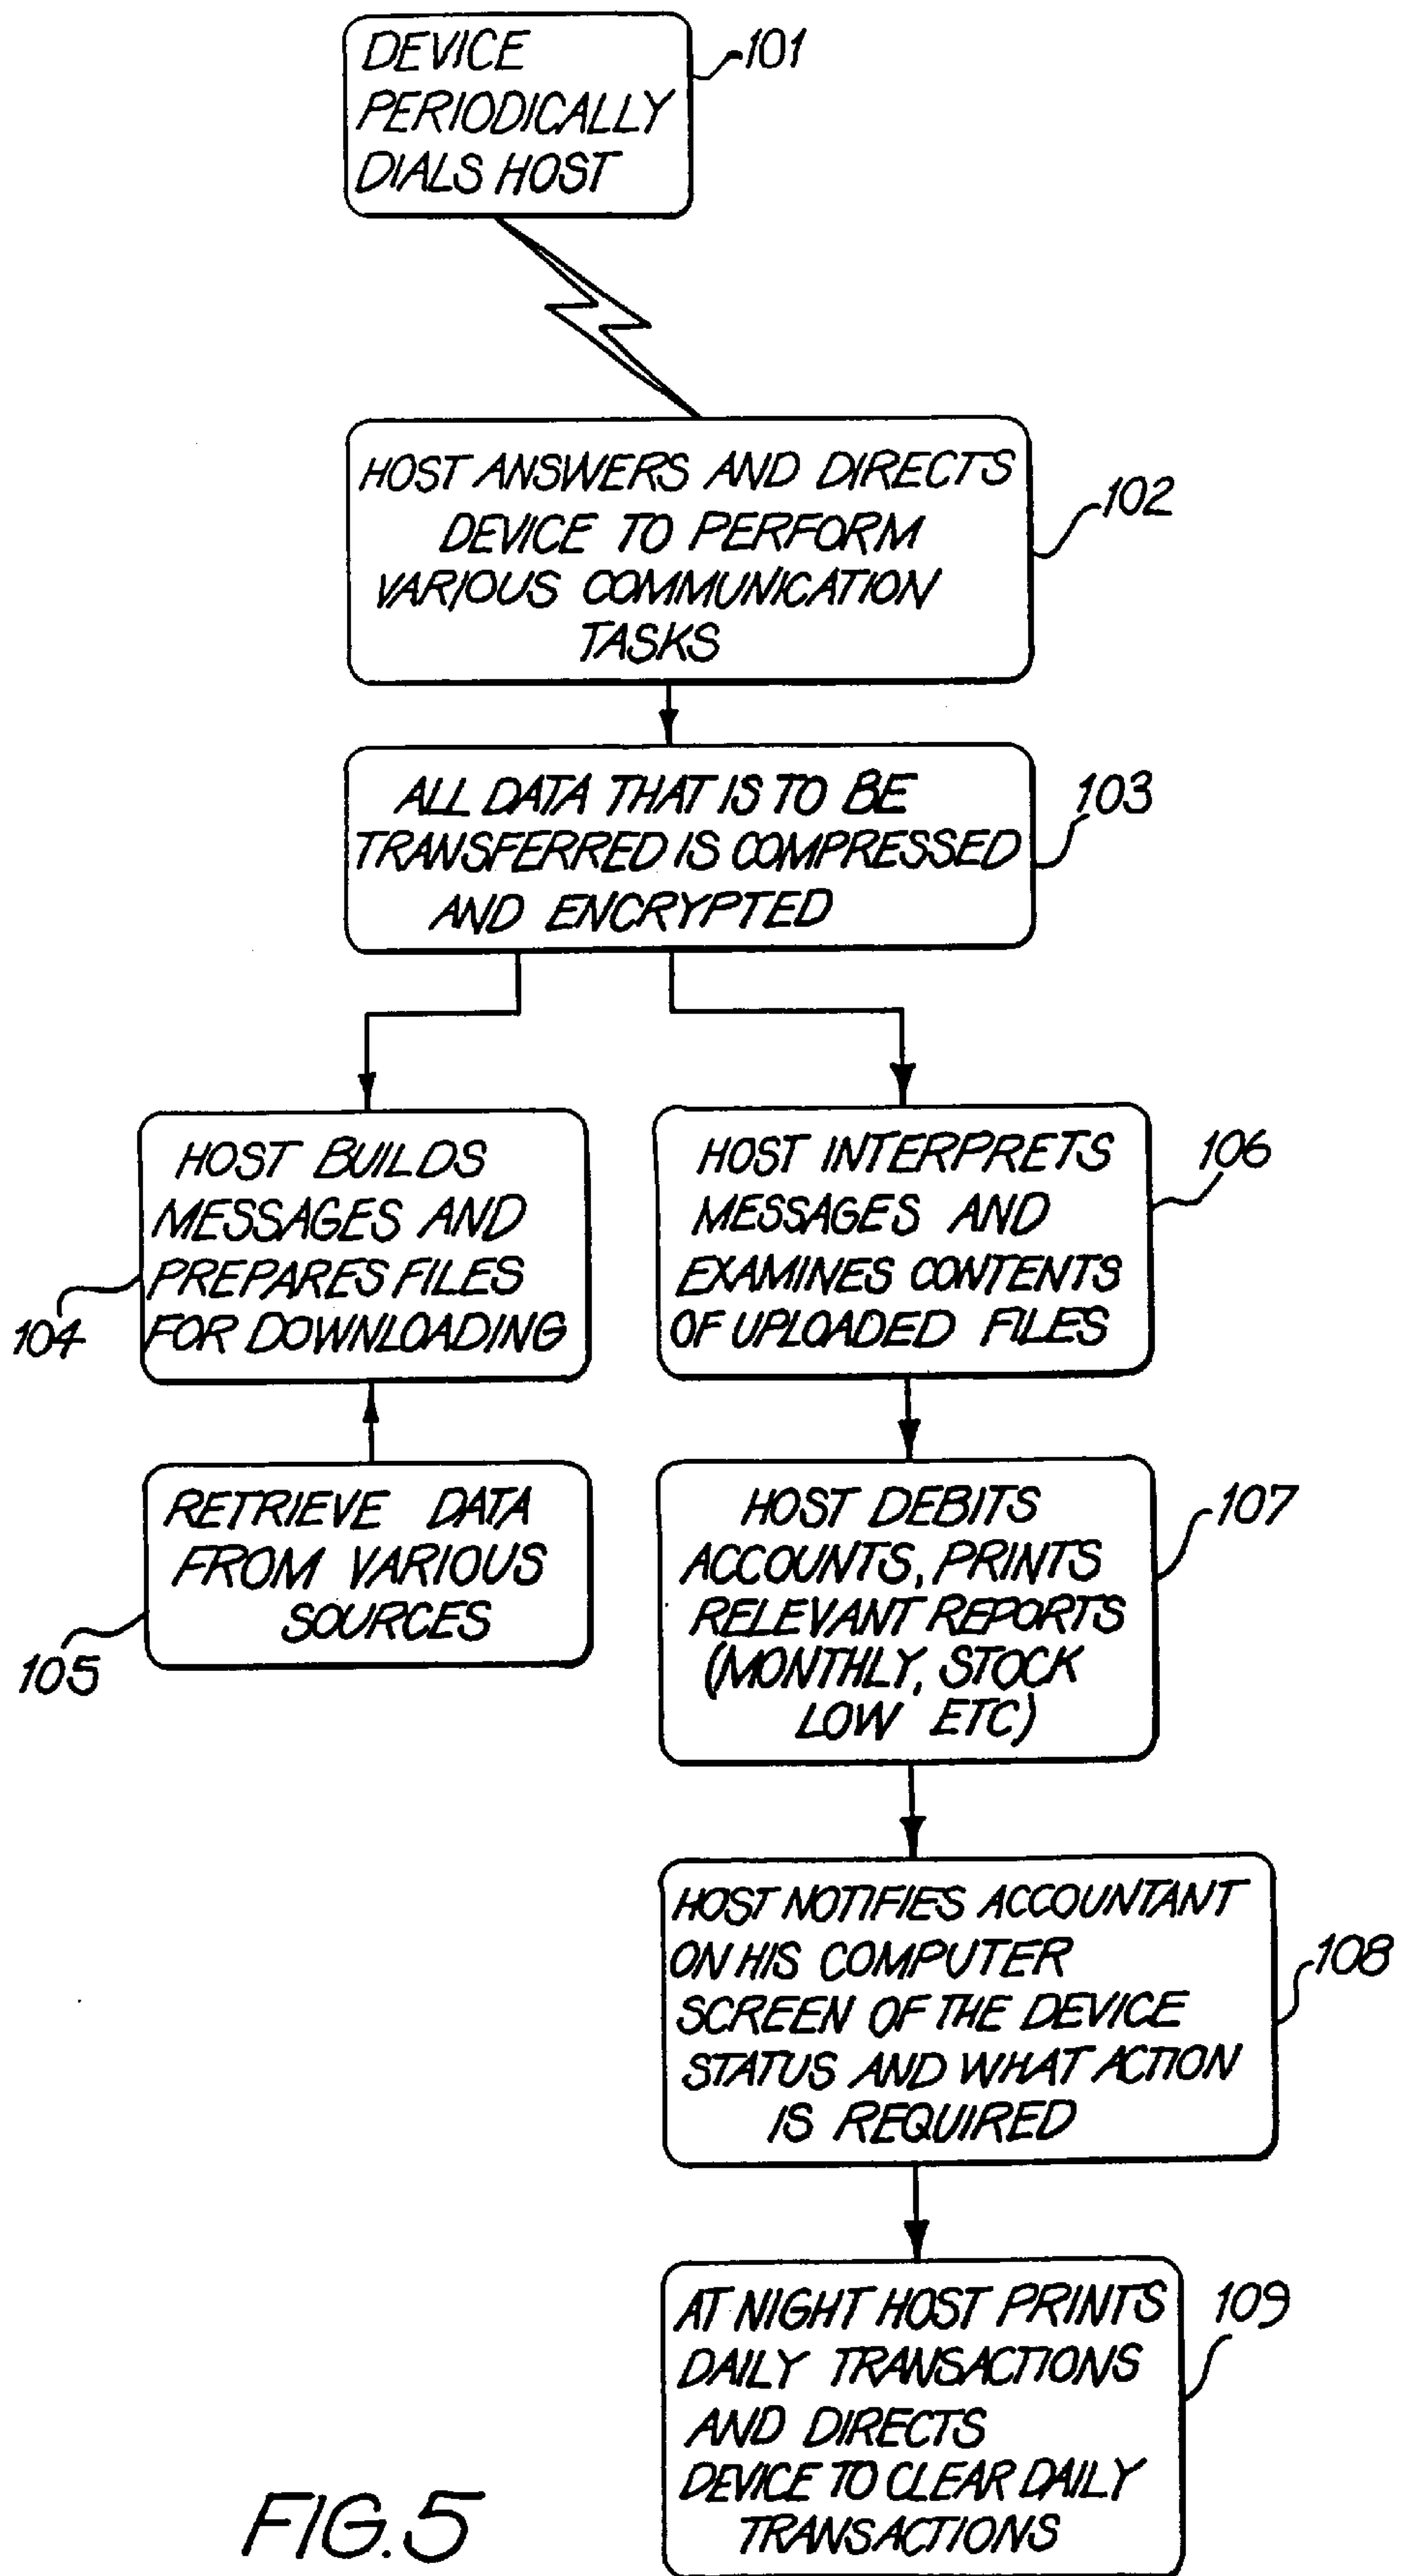 DEVICE
PERIODICALLY
DIALS HOST
101
HOST ANSWERS AND DIRECTS
DEVICE TO PERFORM
VARIOUS COMMUNICATION
TASKS
102
ALL DATA THAT IS TO BE
TRANSFERRED IS COMPRESSED
AND ENCRYPTED
103
HOST BUILDS
MESSAGES AND
PREPARES FILES
FOR DOWNLOADING
104
HOST INTERPRETS
MESSAGES AND
EXAMINES CONTENTS
OF UPLOADED FILES
106
RETRIEVE DATA
FROM VARIOUS
SOURCES
105
HOST DEBITS
ACCOUNTS, PRINTS
RELEVANT REPORTS
(MONTHLY, STOCK
LOW ETC)
107
HOST NOTIFIES ACCOUNTANT
ON HIS COMPUTER
SCREEN OF THE DEVICE
STATUS AND WHAT ACTION
IS REQUIRED
108
AT NIGHT HOST PRINTS
DAILY TRANSACTIONS
AND DIRECTS
DEVICE TO CLEAR DAILY
TRANSACTIONS
109
FIG.5